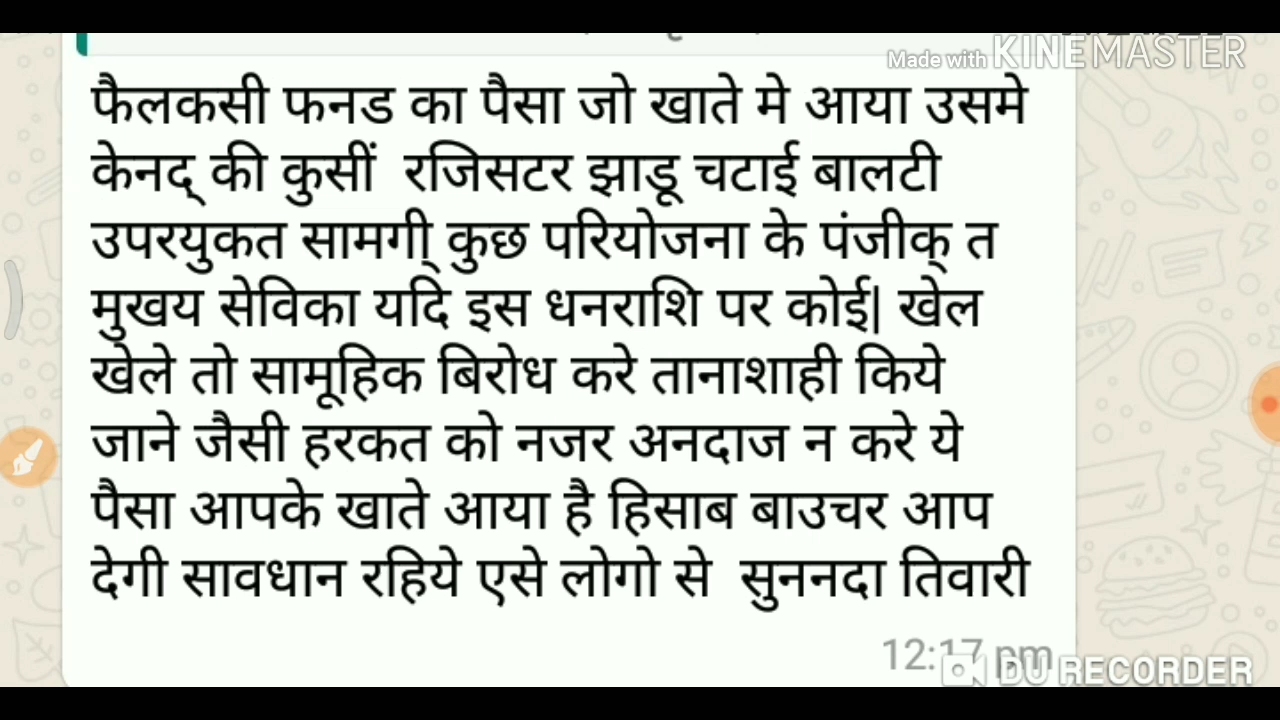 Made with KINEMASTER
फैलकसी फनड का पैसा जो खाते मे आया उसमे
केनद् की कुर्सी रजिसटर झाडू चटाई बालटी
उपरयुकत सामगी् कुछ परियोजना के पंजीक् त
मुखय सेविका यदि इस धनराशि पर कोई| खेल
खेले तो सामूहिक बिरोध करे तानाशाही किये
जाने जैसी हरकत को नजर अनदाज न करे ये
पैसा आपके खाते आया है हिसाब बाउचर आप
देगी सावधान रहिये एसे लोगो से सुननदा तिवारी
12:17 pm
DU RECORDER